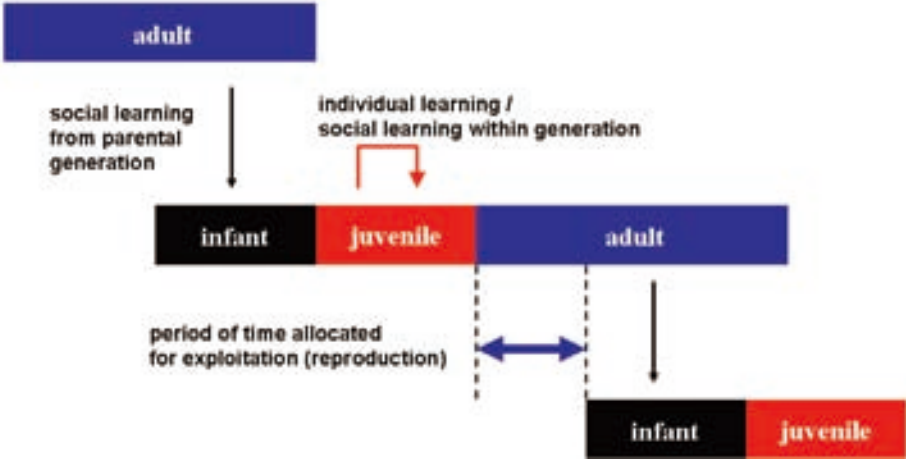 adult
social learning
from parental
generation
individual learning /
social learning within generation
infant
juvenile
adult
period of time allocated
for exploitation (reproduction)
infant
juvenile